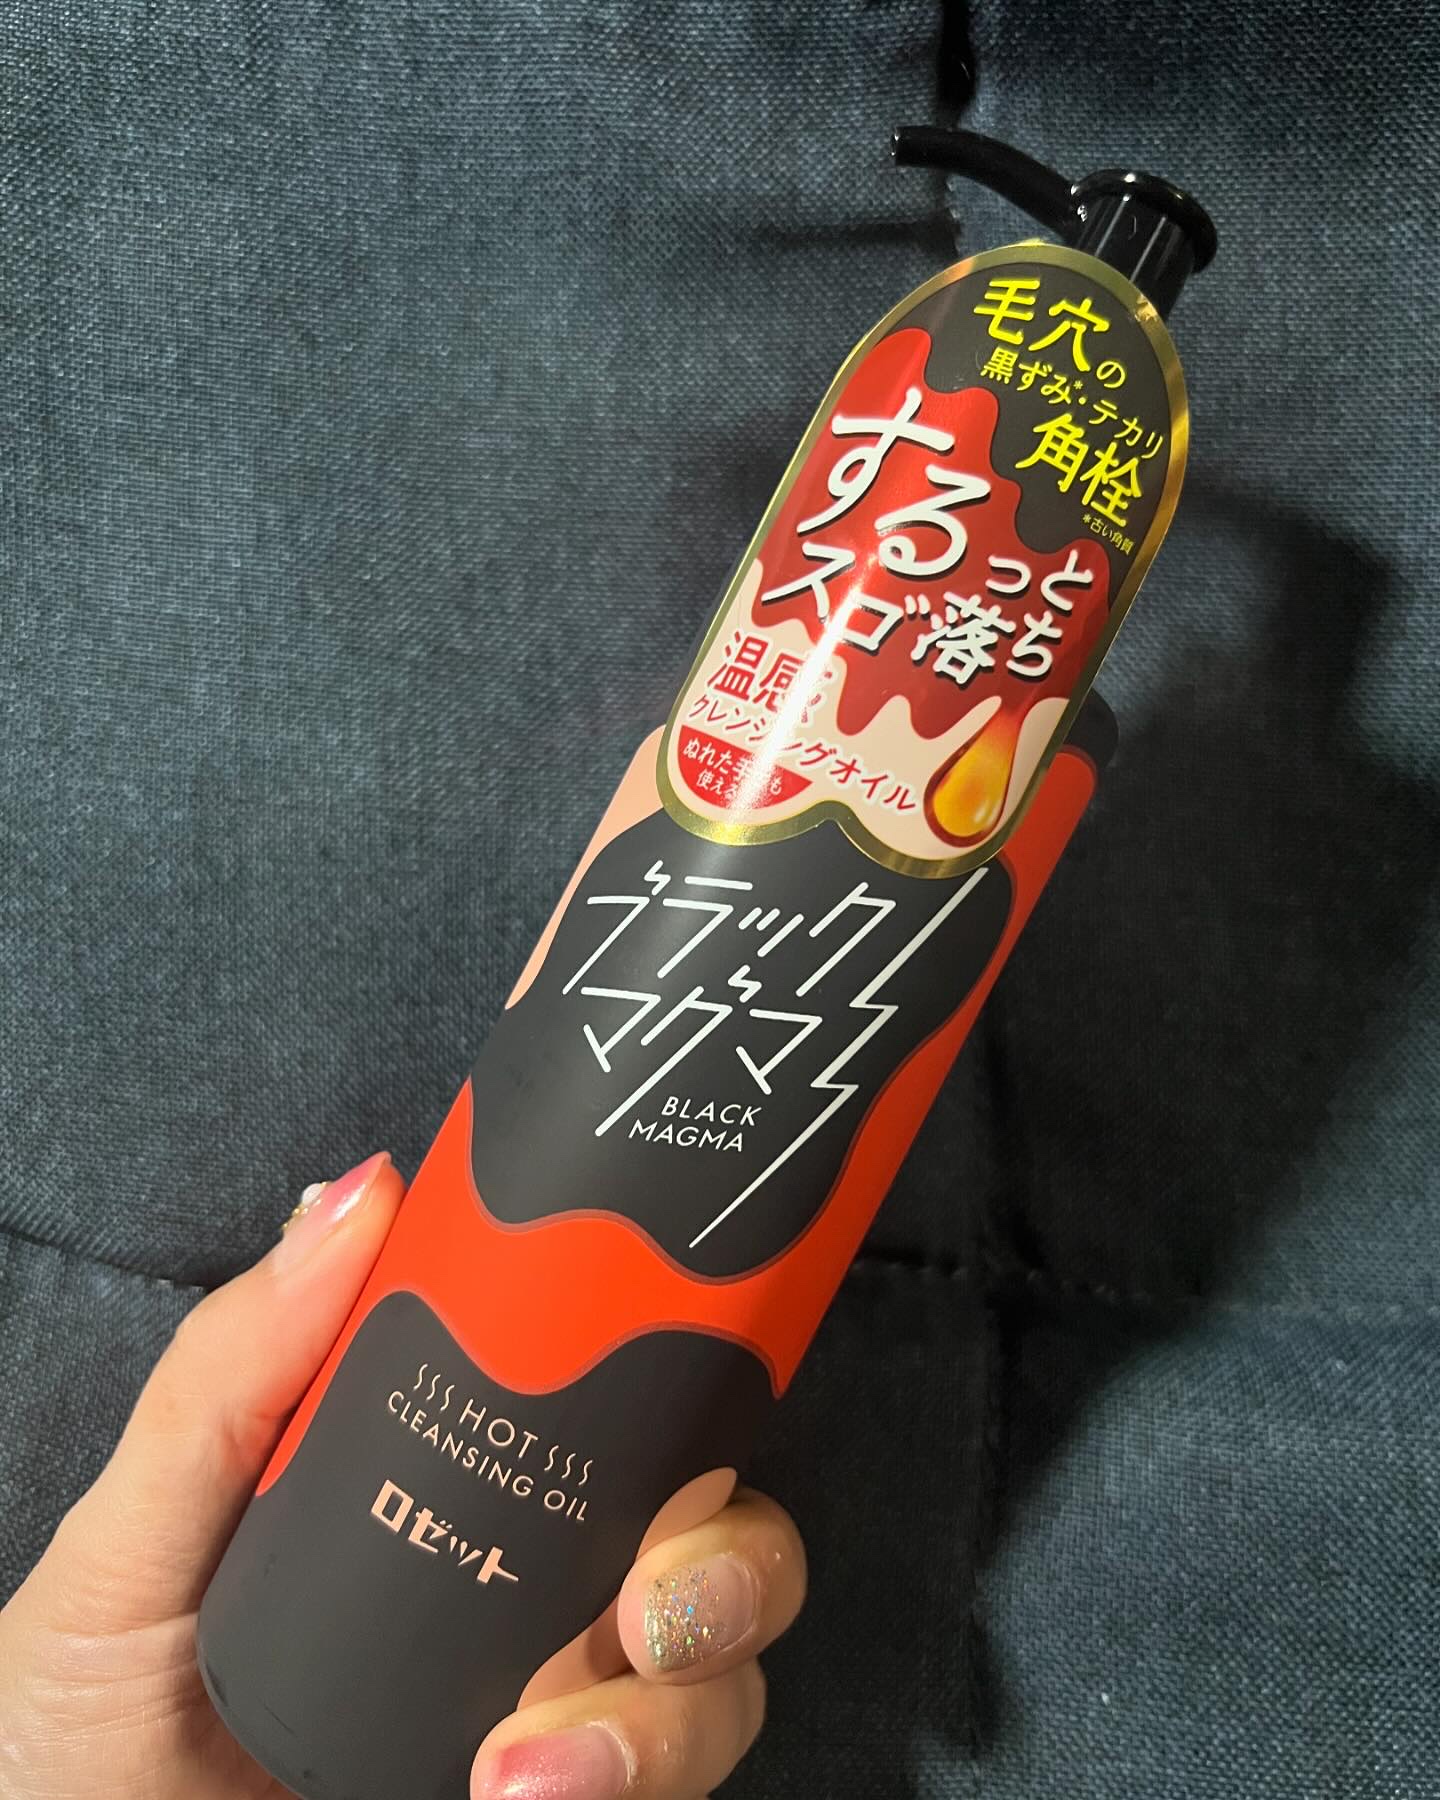 毛穴の
黒ずみ*・テカリ
角栓
*古い角質
するっと
スゴ落ち
温感
クレンジングオイル
ぬれた手でも
使える
ブラック
マグマ
BLACK
MAGMA
HOT
CLEANSING OIL
ロゼット